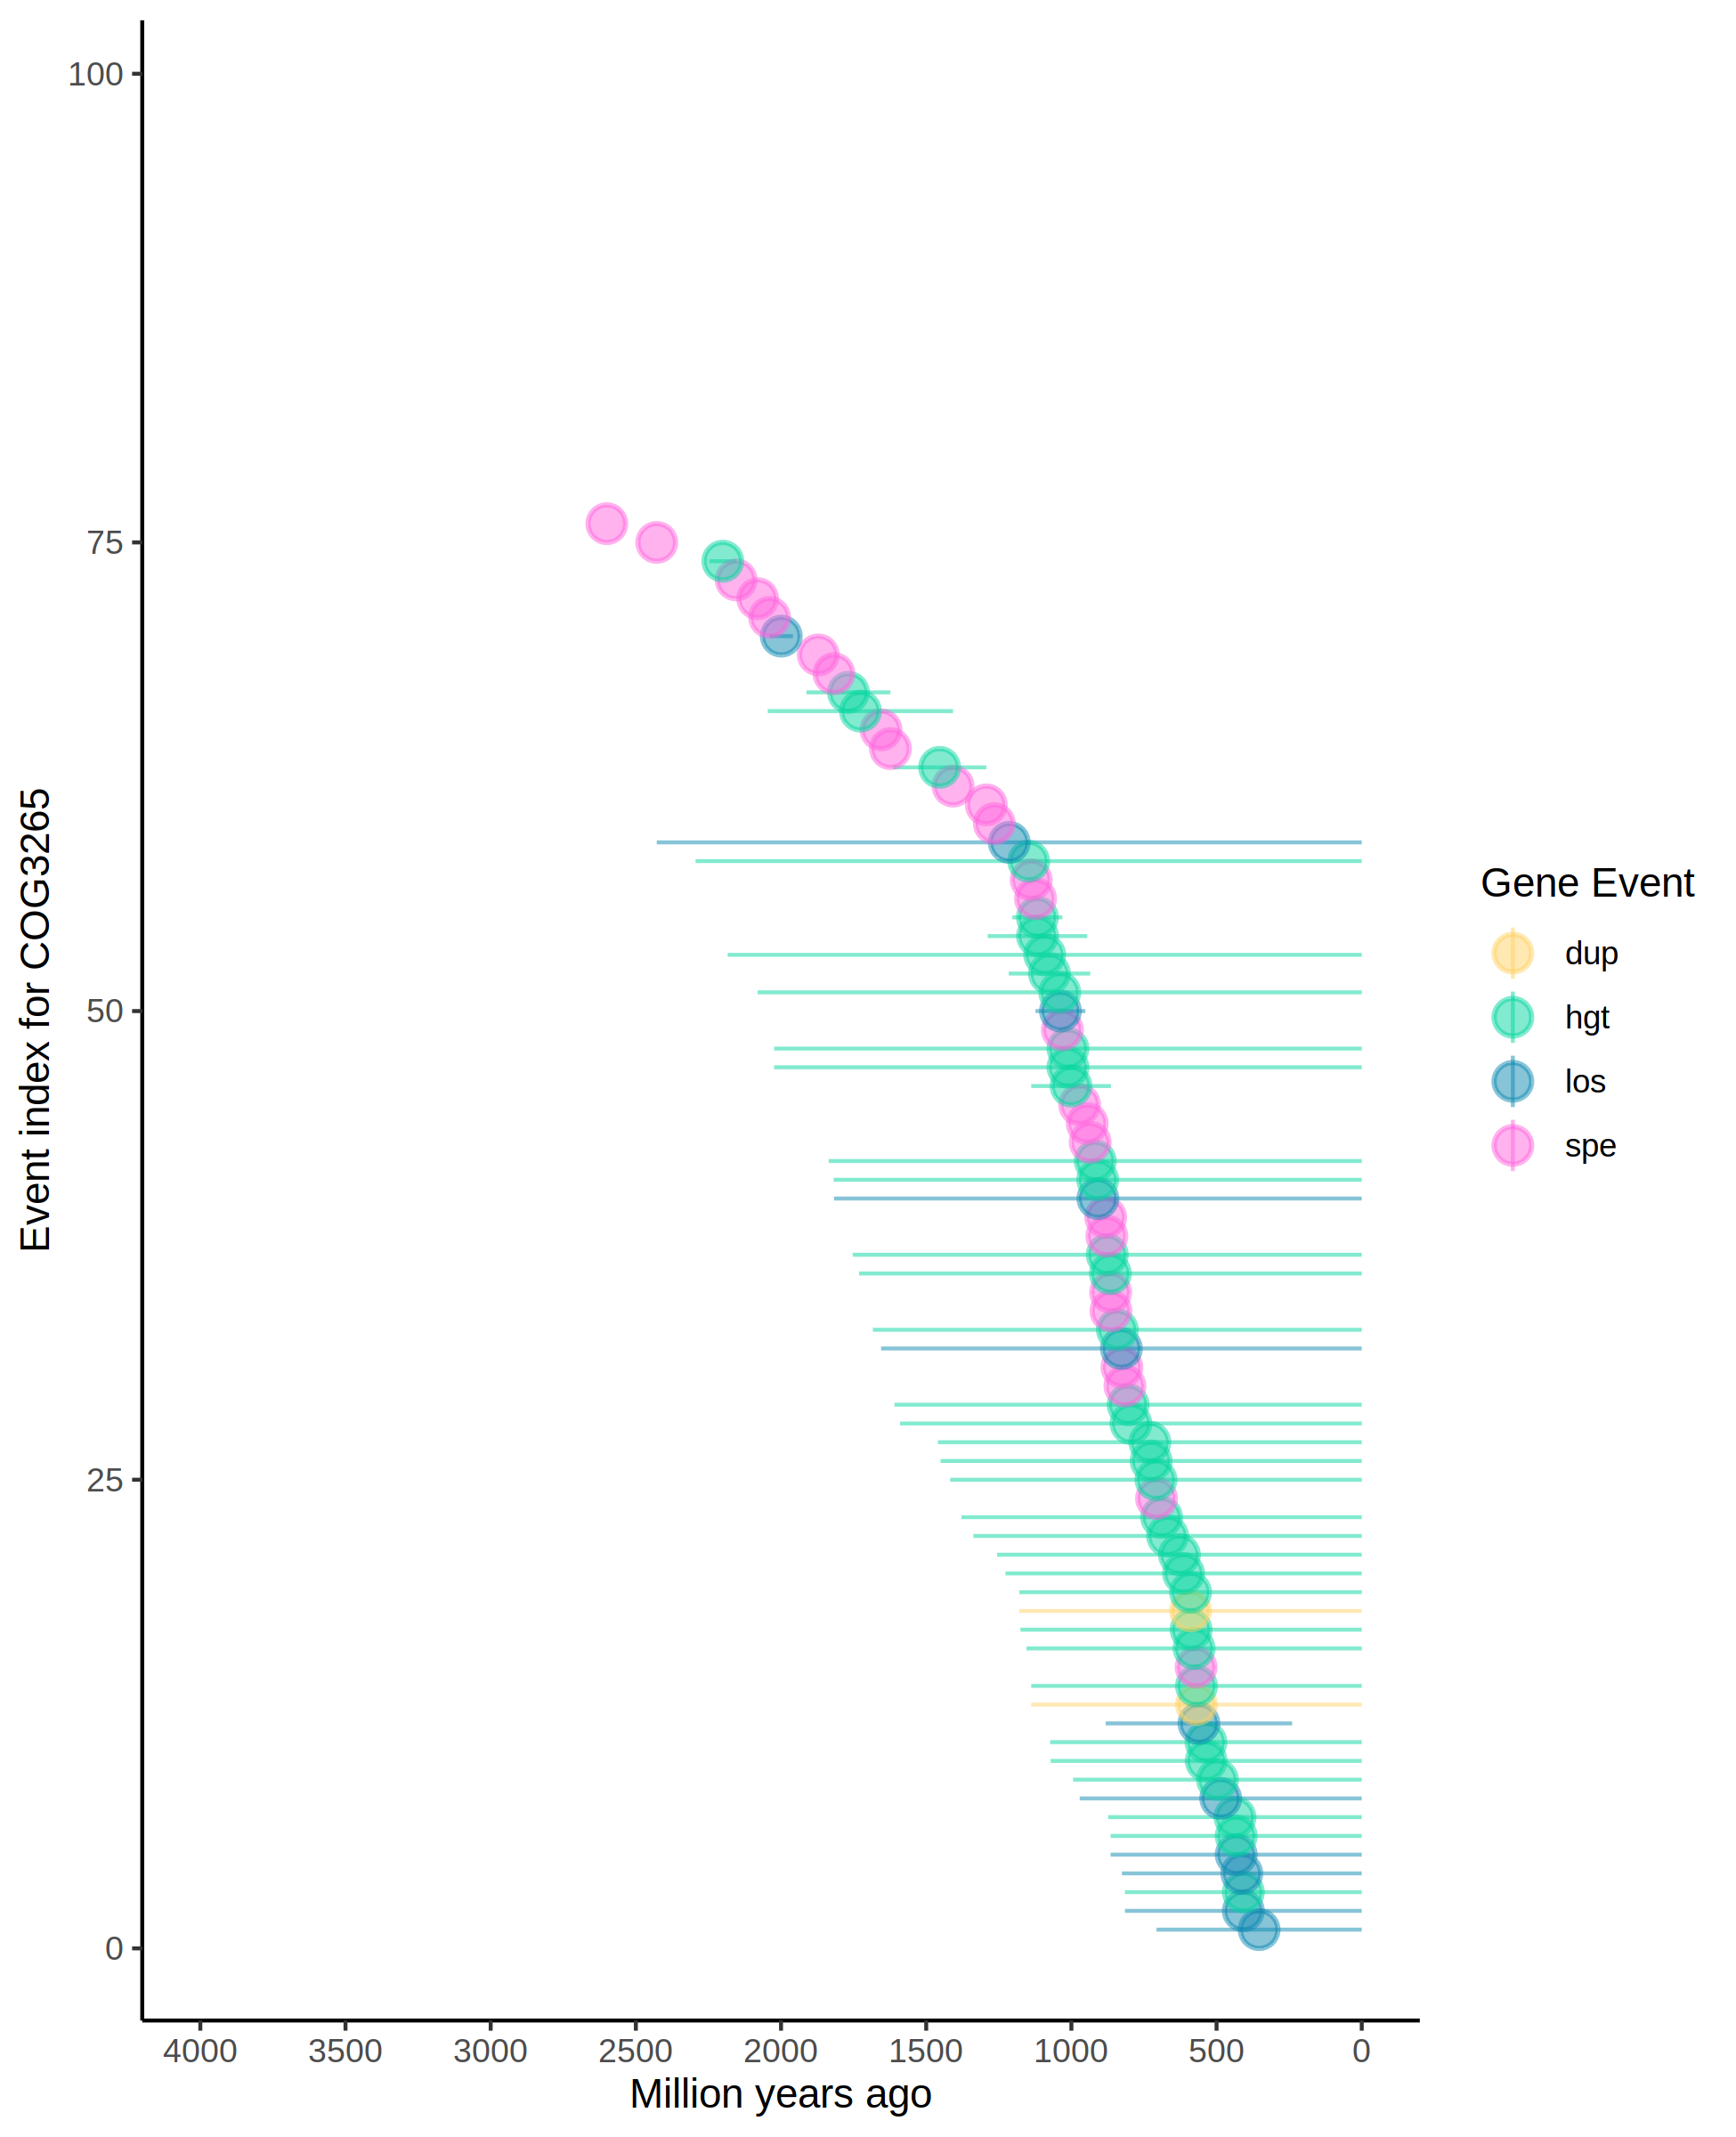 100
75
50
25
0
Event index for COG3265
4000 3500 3000 2500 2000 1500 1000 500 0
Million years ago
Gene Event
dup
hgt
los
spe